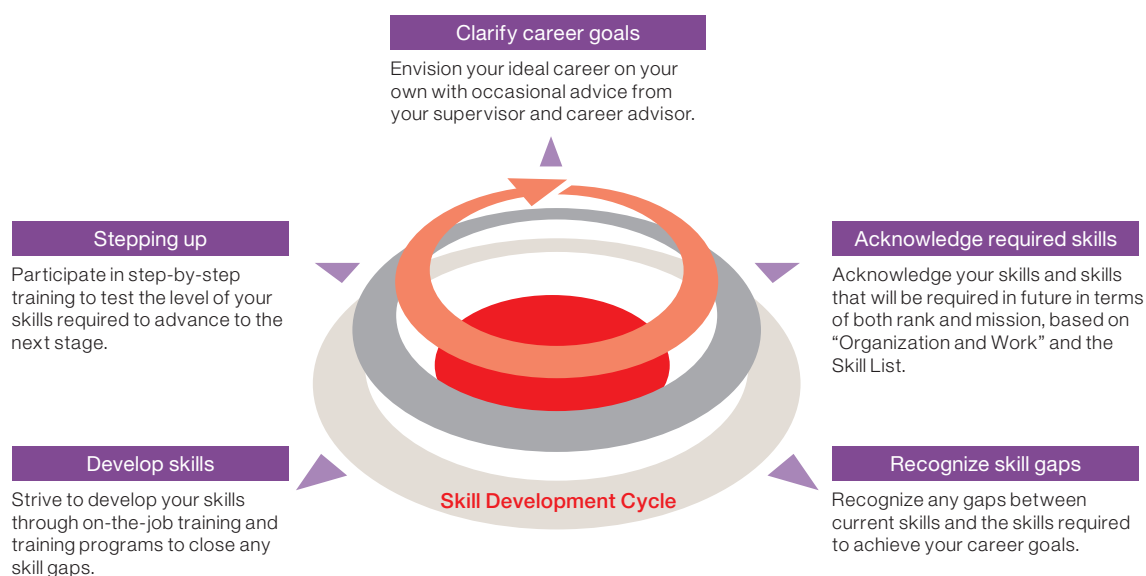 Clarify career goals
Envision your ideal career on your
own with occasional advice from
your supervisor and career advisor.
Stepping up
Participate in step-by-step
training to test the level of your
skills required to advance to the
next stage.
Acknowledge required skills
Acknowledge your skills and skills
that will be required in future in terms
of both rank and mission, based on
“Organization and Work” and the
Skill List.
Develop skills
Strive to develop your skills
through on-the-job training and
training programs to close any
skill gaps.
Skill Development Cycle
Recognize skill gaps
Recognize any gaps between
current skills and the skills required
to achieve your career goals.